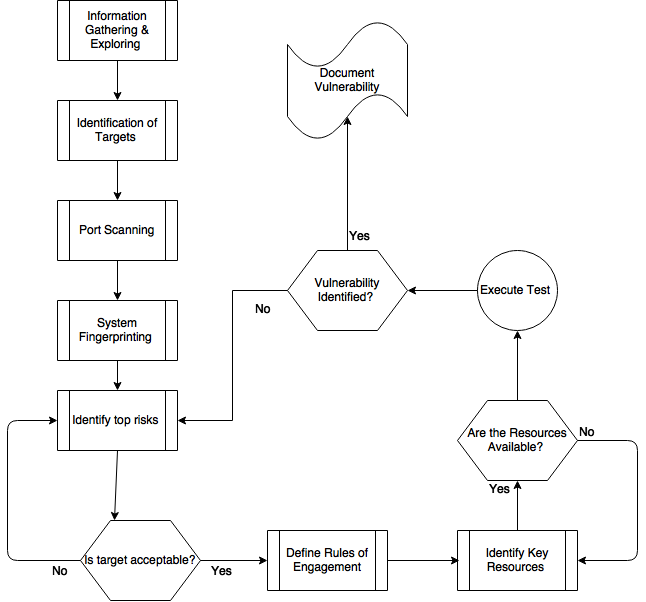 Information
Gathering &
Exploring
Identification of
Targets
Port Scanning
System
Fingerprinting
Identify top risks
Is target acceptable?
No
Yes
Define Rules of
Engagement
Identify Key
Resources
Yes
Are the Resources
Available?
No
Execute Test
Vulnerability
Identified?
No
Yes
Document
Vulnerability